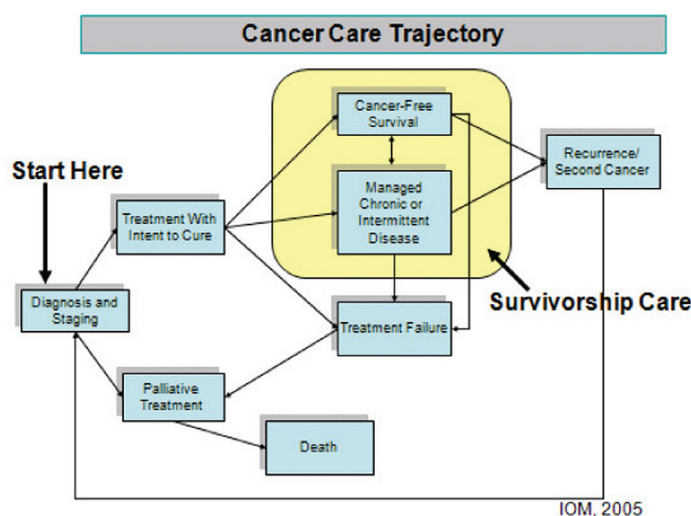 Cancer Care Trajectory
Cancer-Free
Survival
Recurrence/
Second Cancer
Start Here
Managed
Chronic or
Intermittent
Disease
Treatment With
Intent to Cure
Diagnosis and
Staging
Survivorship Care
Treatment Failure
Palliative
Treatment
Death
IOM, 2005